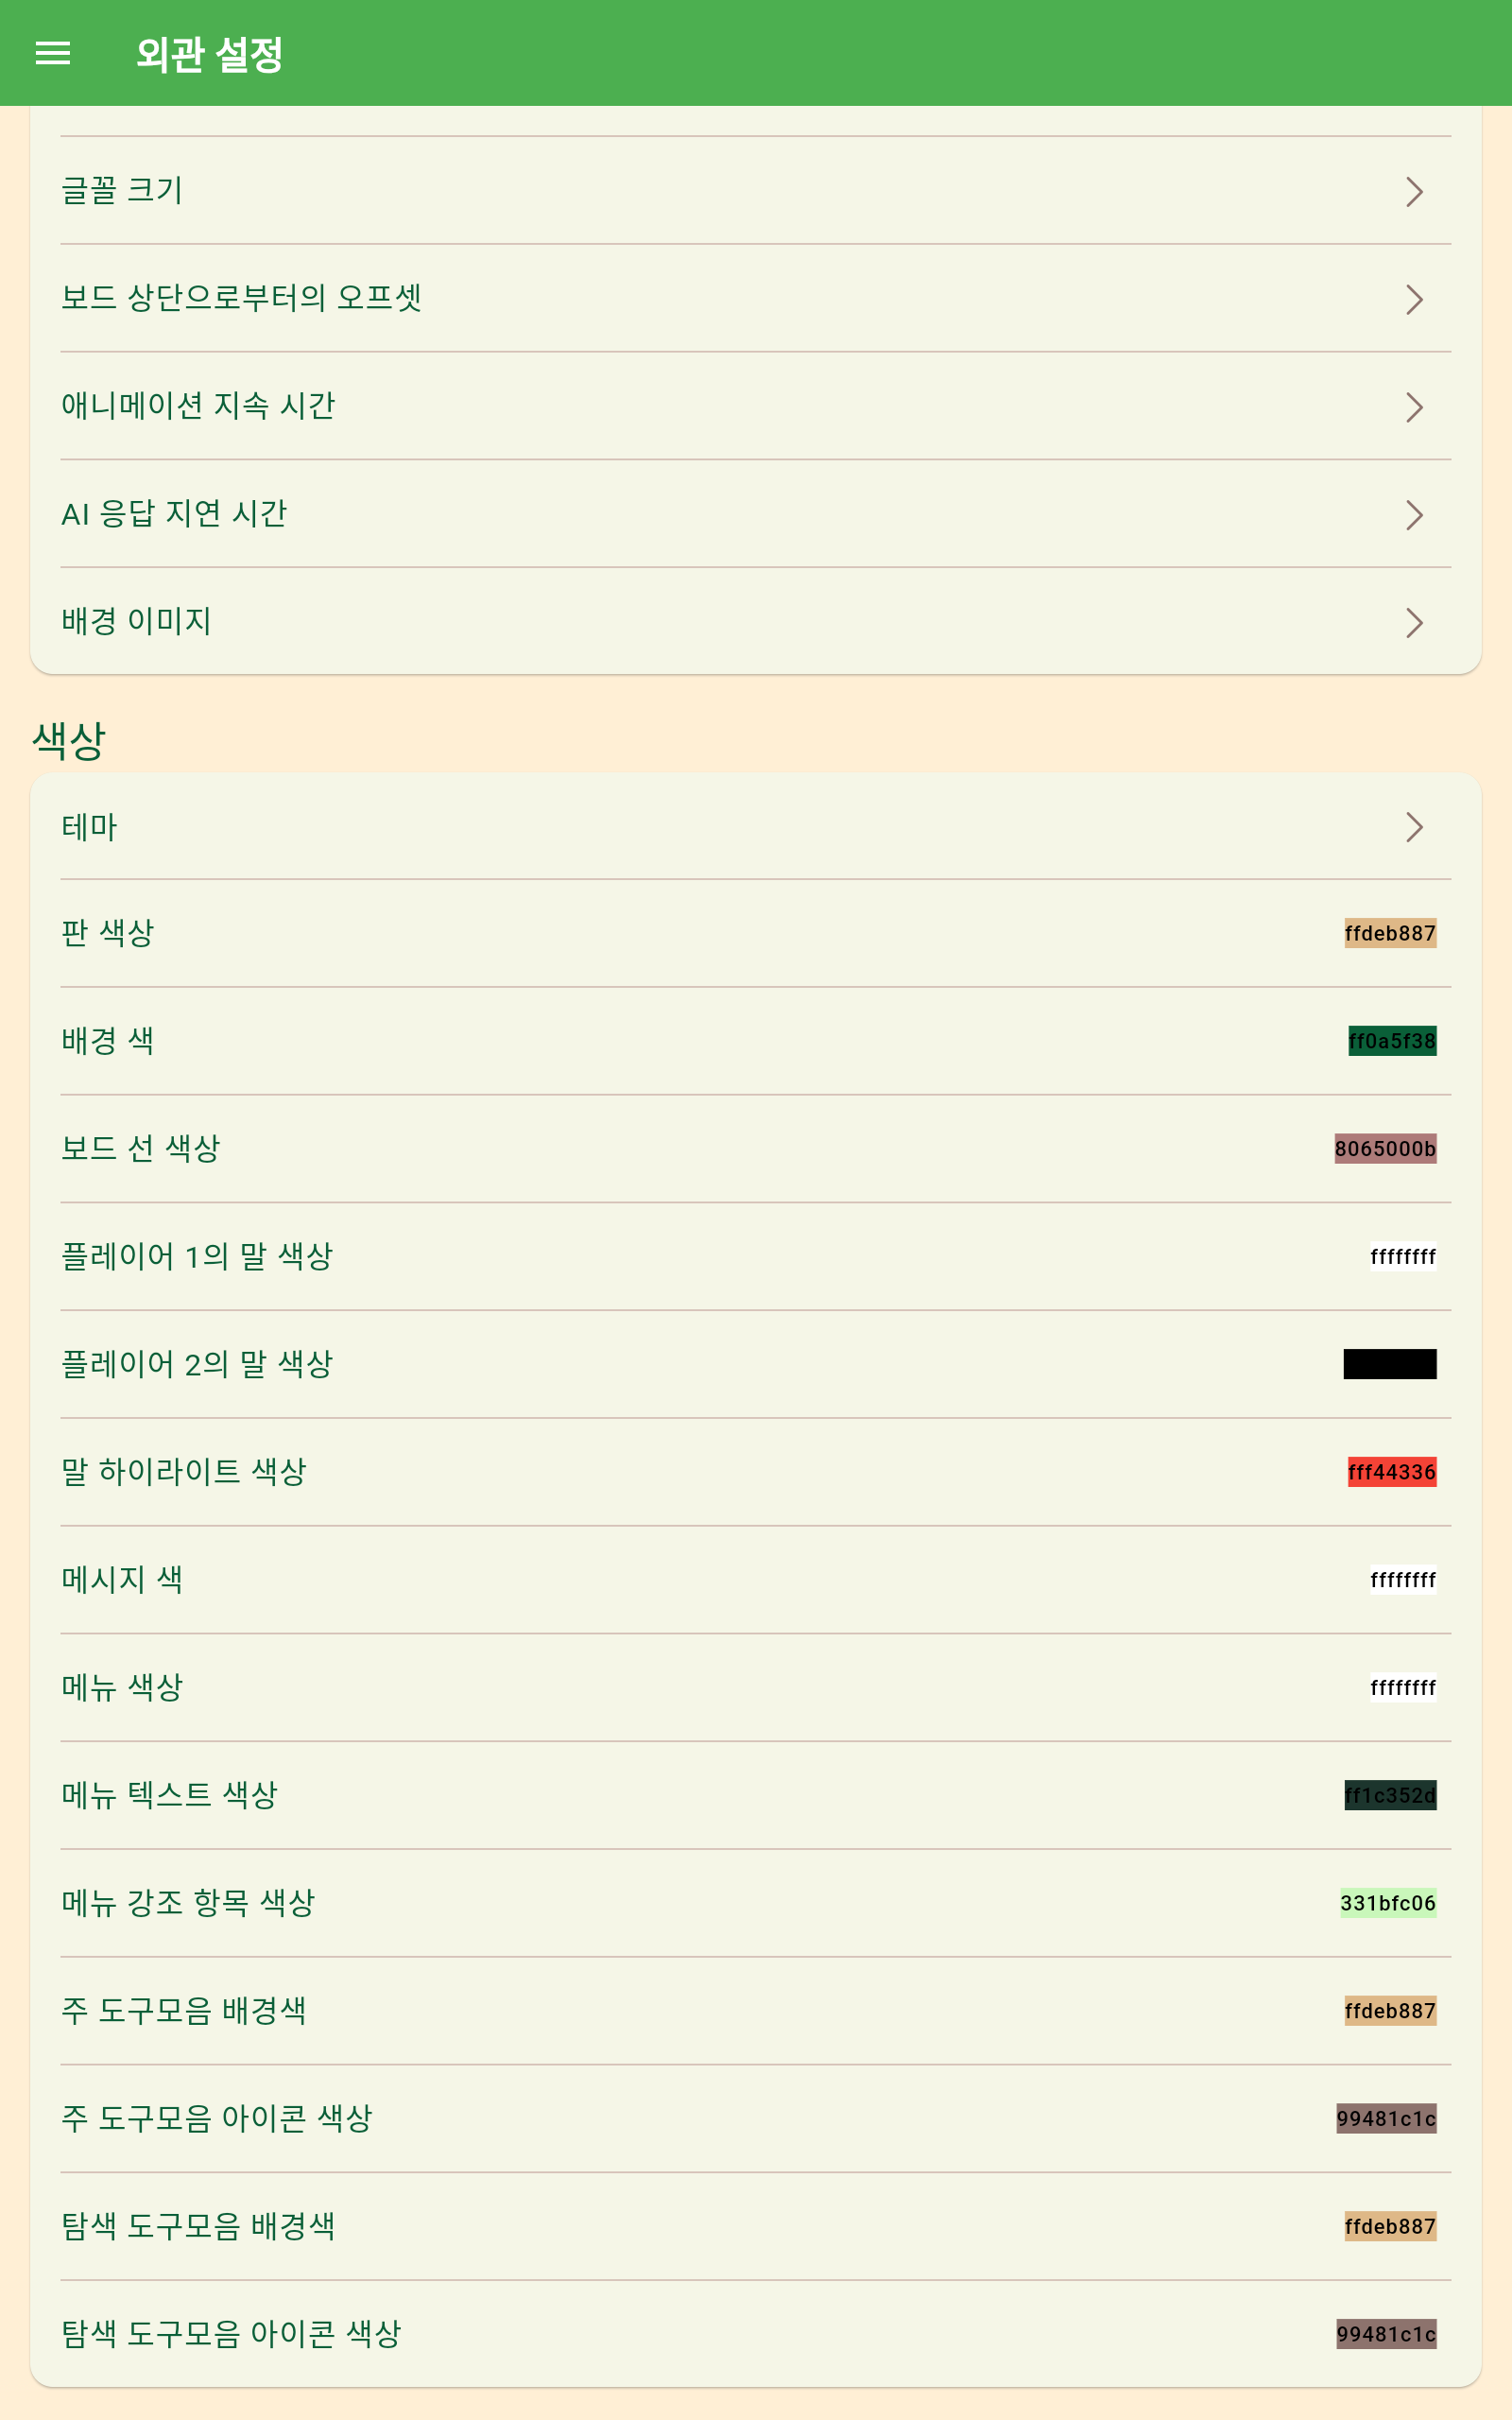 외관 설정
글꼴 크기
보드 상단으로부터의 오프셋
애니메이션 지속 시간
AI 응답 지연 시간
배경 이미지
색상
테마
판 색상 ffdeb887
배경 색 ff0a5f38
보드 선 색상 8065000b
플레이어 1의 말 색상 ffffffff
플레이어 2의 말 색상
말 하이라이트 색상 fff44336
메시지 색 ffffffff
메뉴 색상 ffffffff
메뉴 텍스트 색상 ff1c352d
메뉴 강조 항목 색상 331bfc06
주 도구모음 배경색 ffdeb887
주 도구모음 아이콘 색상 99481c1c
탐색 도구모음 배경색 ffdeb887
탐색 도구모음 아이콘 색상 99481c1c